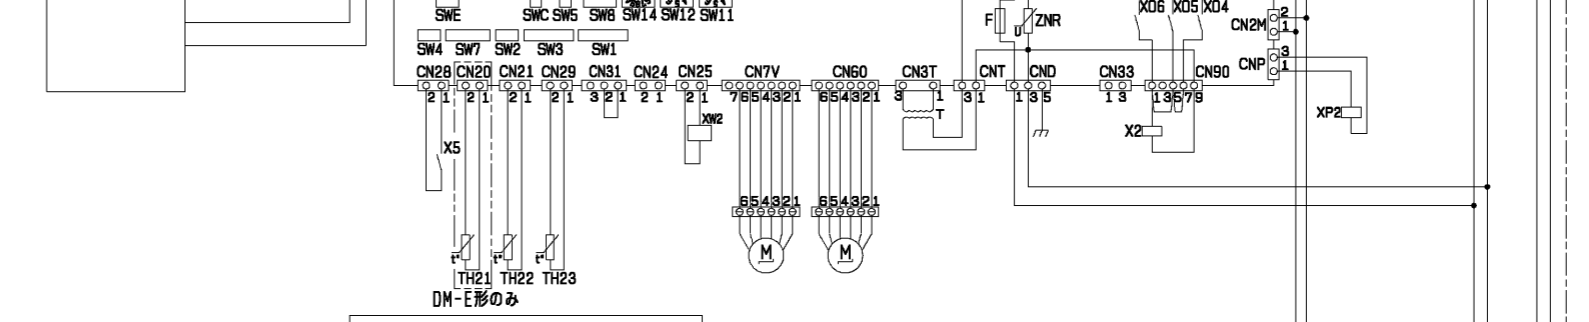 SWE SWC SW5 SW8 SW14 SW12 SW11
F ZNR
U
X06 X05 X04
CN2M 2
1
SW4 SW7 SW2 SW3 SW1
CNP 3
1
CN28 CN20 CN21 CN29 CN31 CN24 CN25 CN7V CN60 CN3T CNT CND CN33 CN90
2 1 2 1 2 1 2 1 3 2 1 2 1 2 1 7 6 5 4 3 2 1 6 5 4 3 2 1 3 1 3 1 1 3 5 1 3 1 3 5 7 9
XW2 T X2 XP2
X5
6 5 4 3 2 1 6 5 4 3 2 1
t° t° t° M M
TH21 TH22 TH23
DM-E形のみ